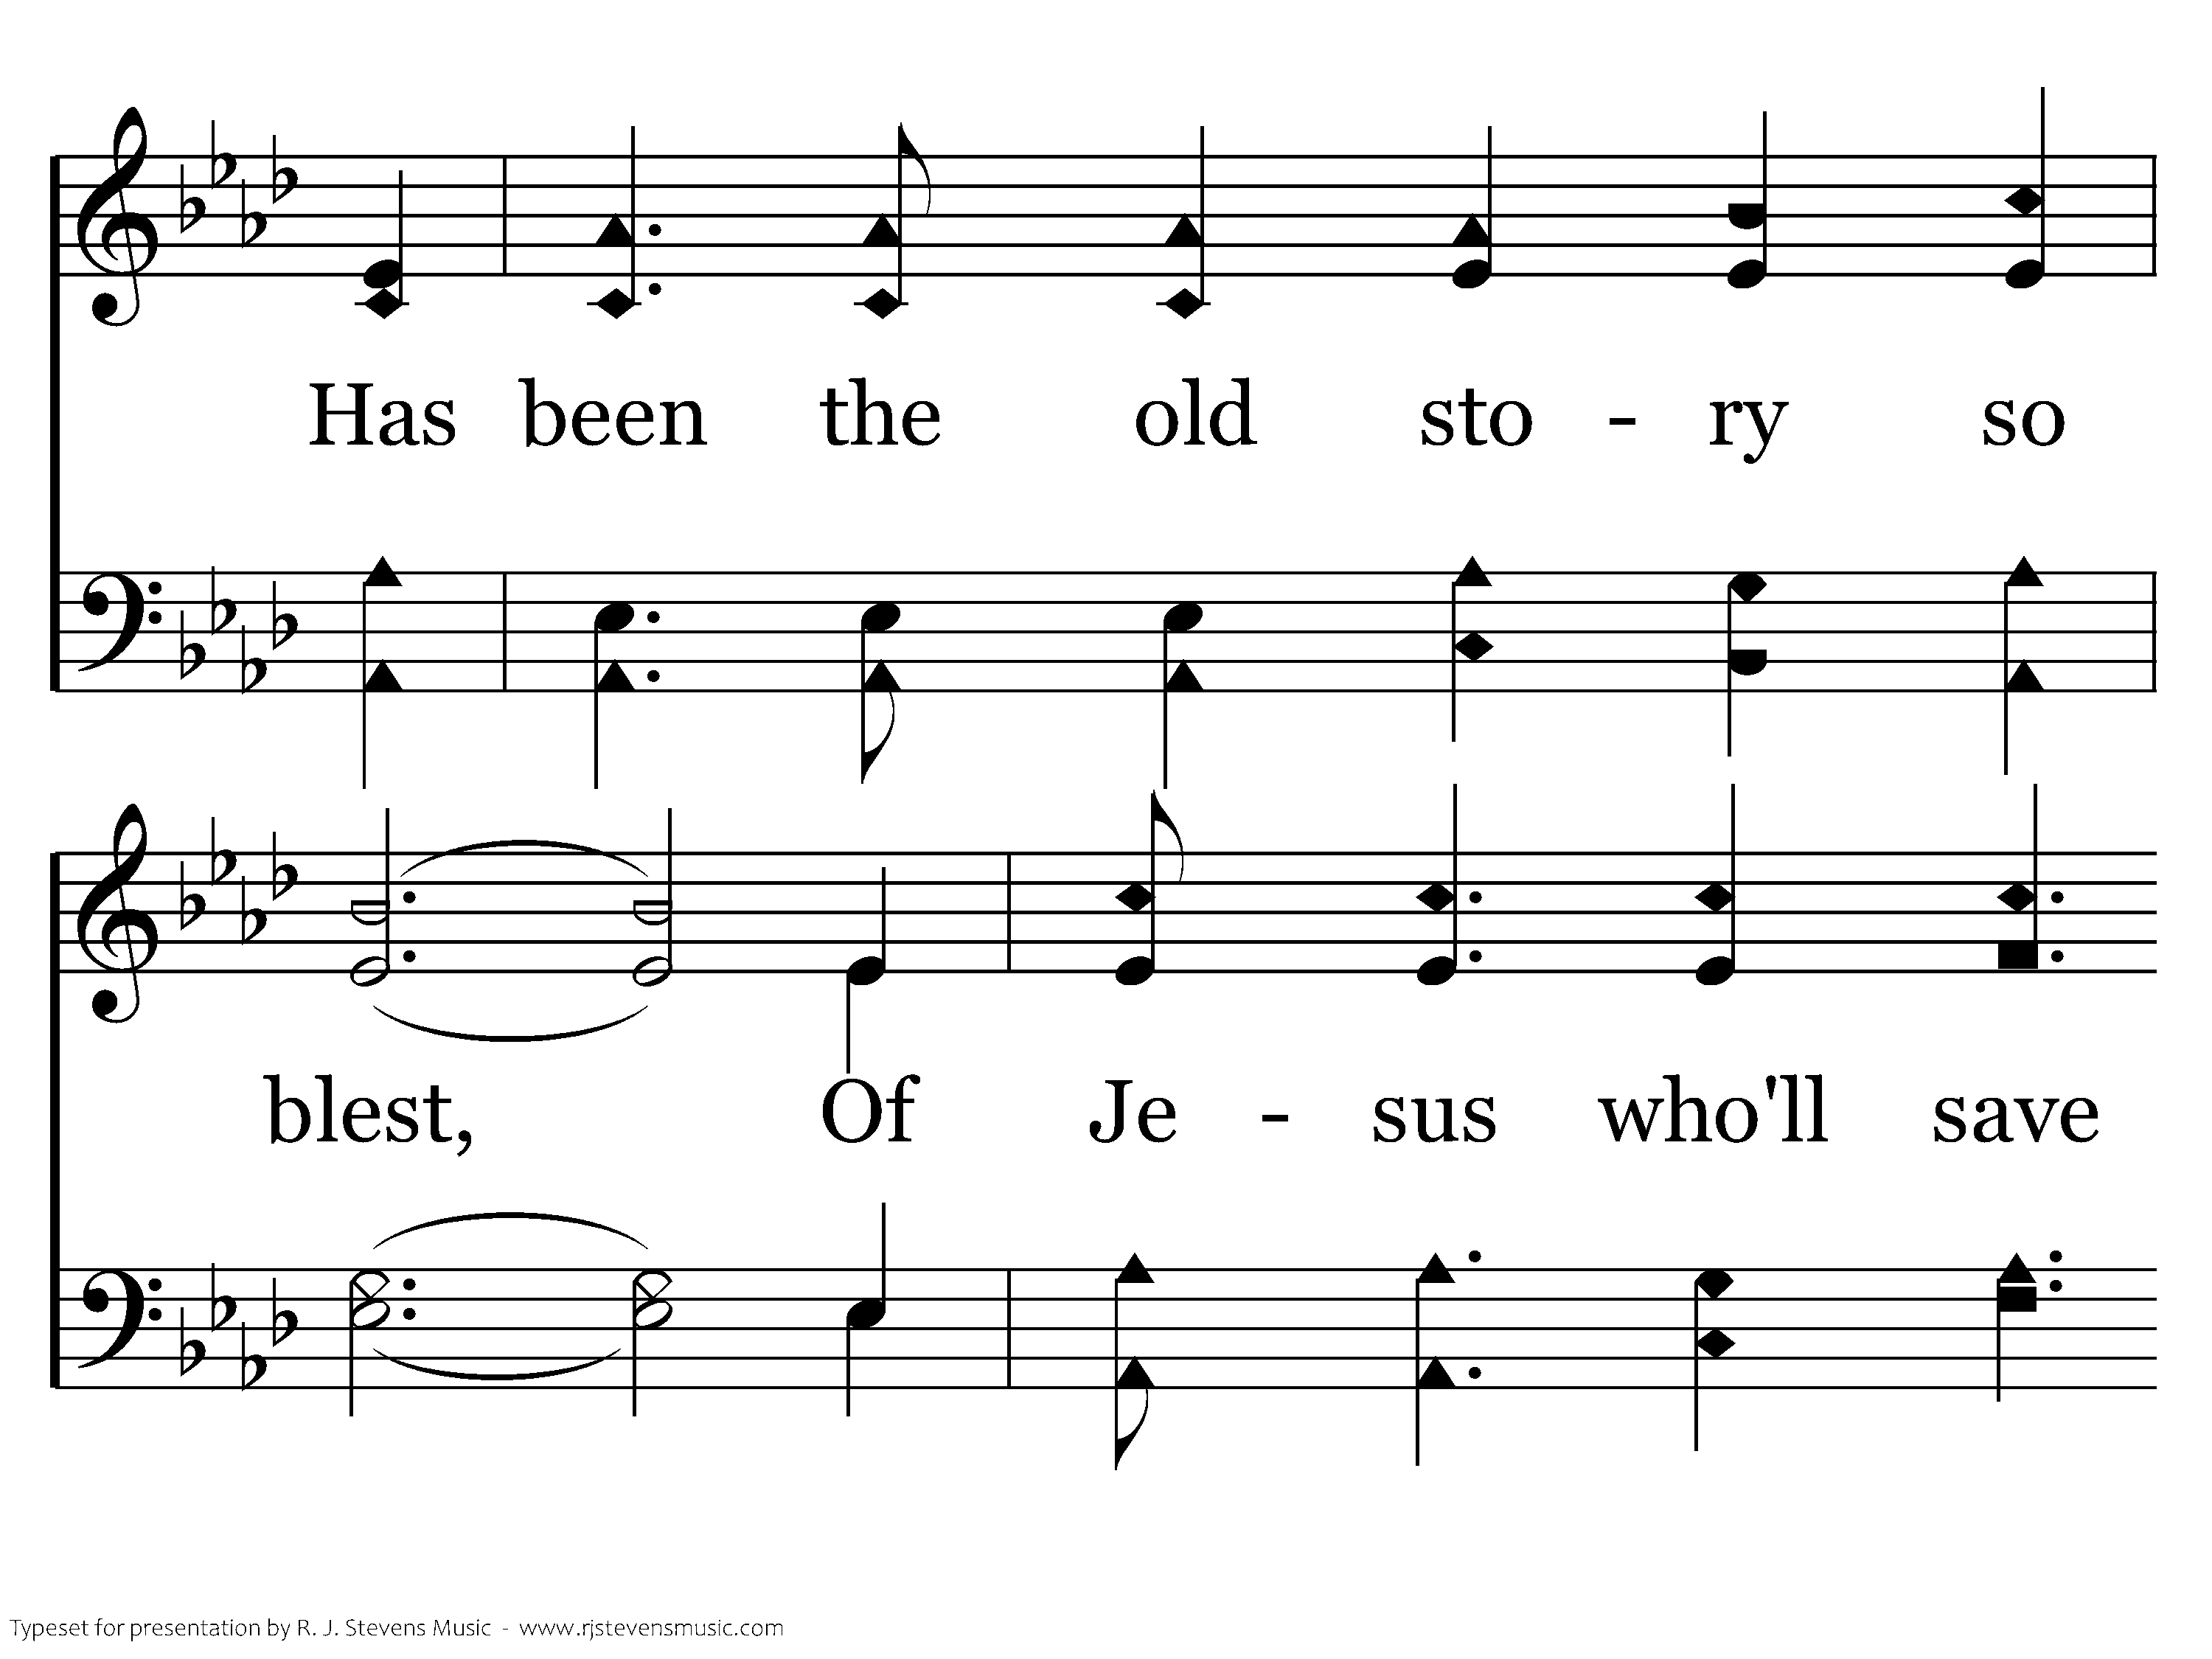 Has been the old sto - ry so
blest, Of Je - sus who'll save
Typeset for presentation by R. J. Stevens Music - www.rjstevensmusic.com